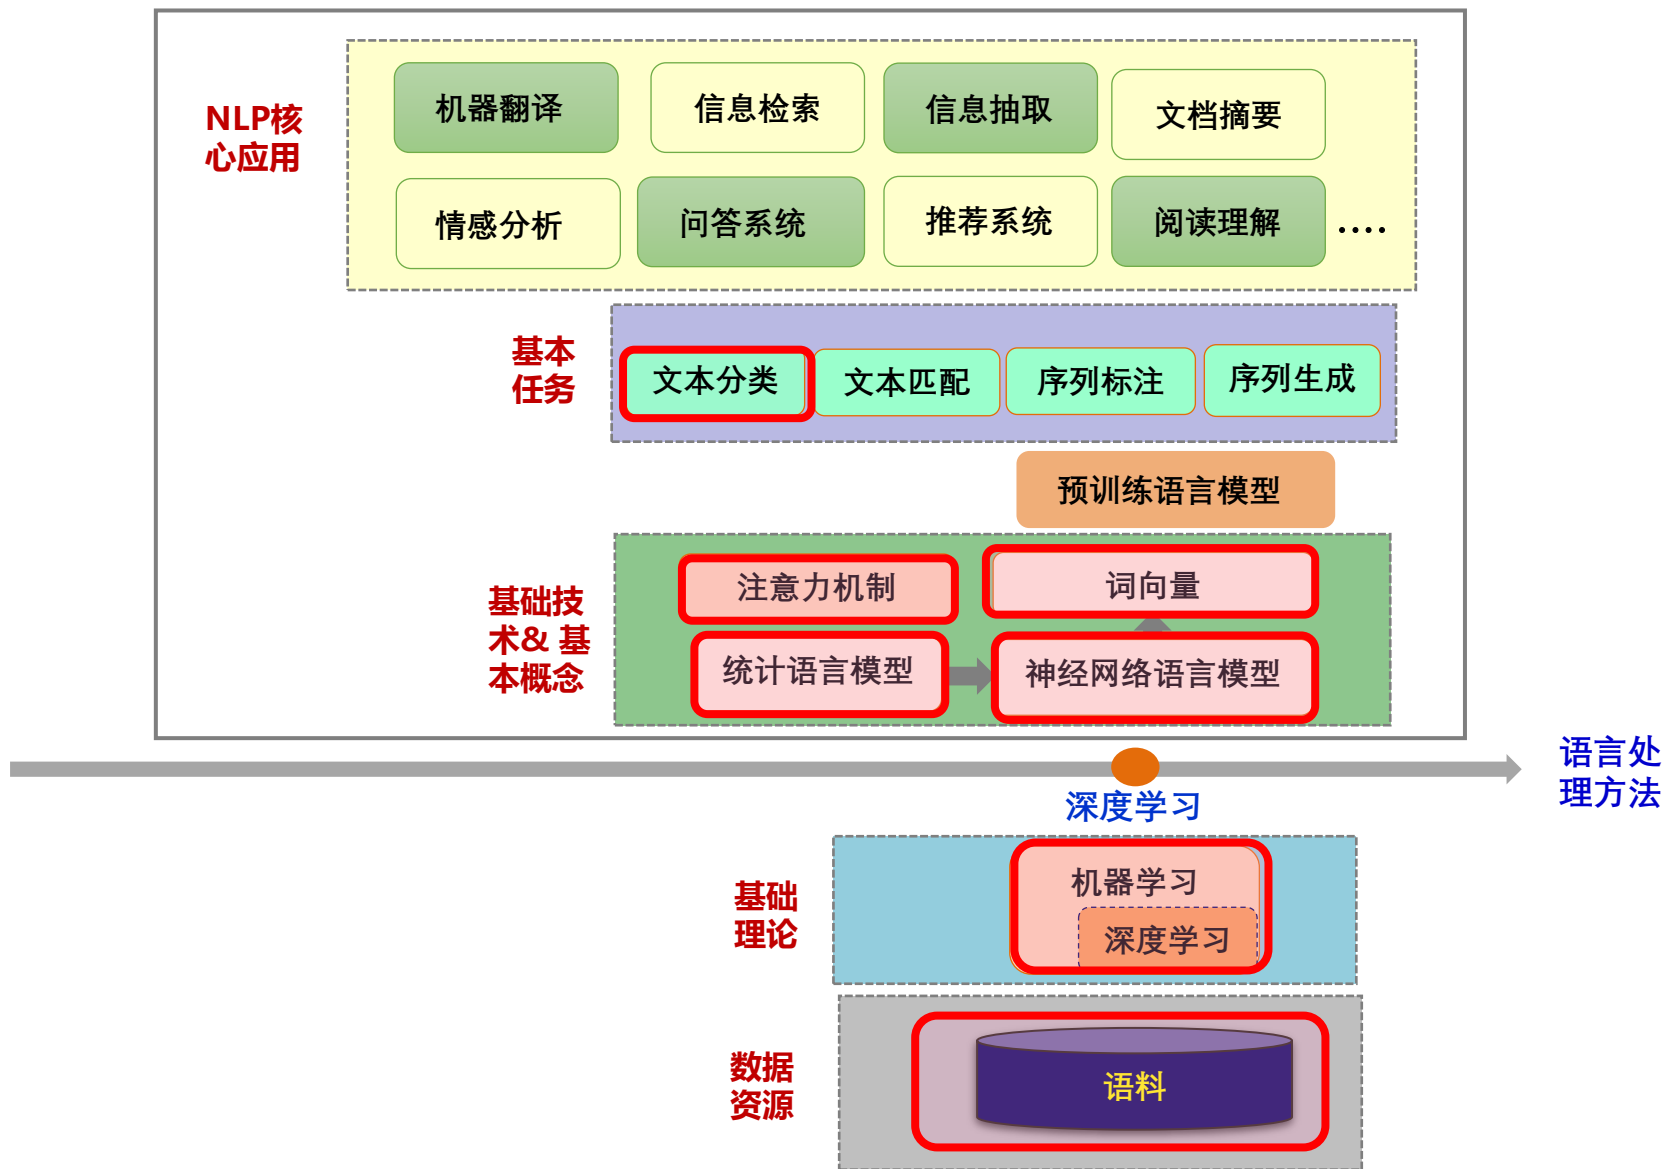 NLP核
心应用
机器翻译
信息检索
信息抽取
文档摘要
情感分析
问答系统
推荐系统
阅读理解
....
基本
任务
文本分类
文本匹配
序列标注
序列生成
预训练语言模型
基础技
术& 基
本概念
注意力机制
词向量
统计语言模型
神经网络语言模型
语言处
理方法
深度学习
基础
理论
机器学习
深度学习
数据
资源
语料